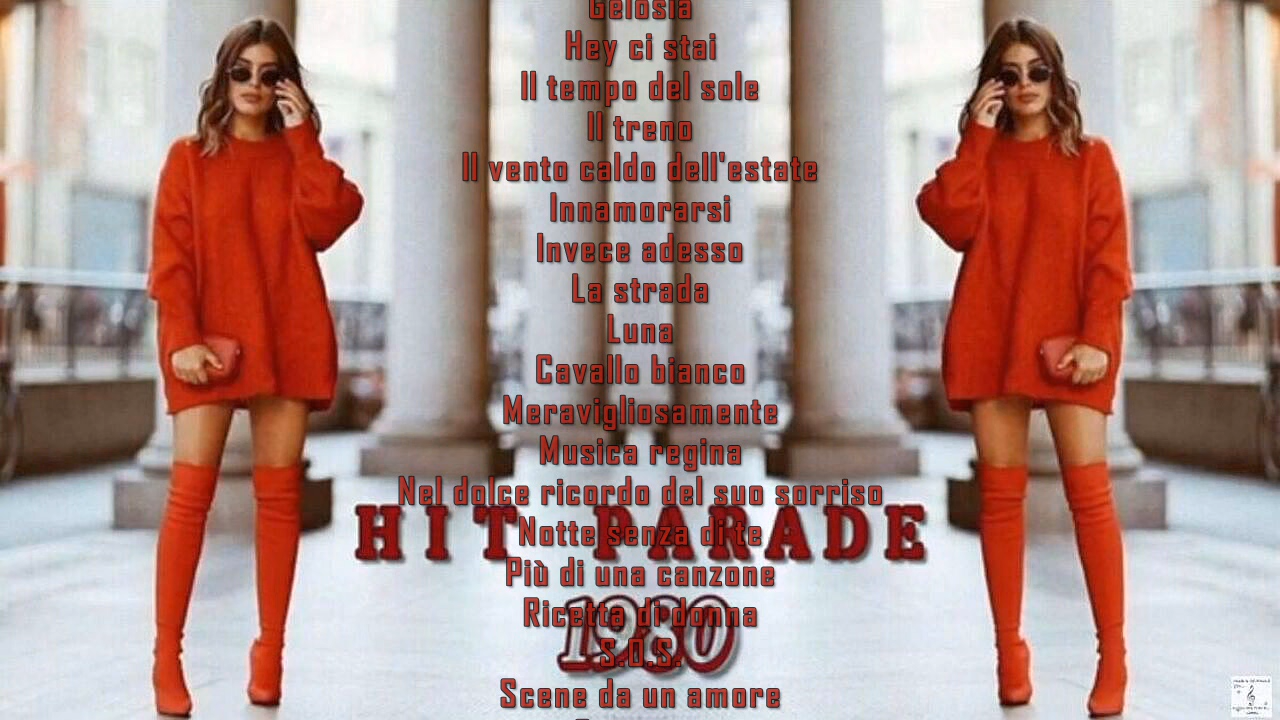 Gelosia
Hey ci stai
Il tempo del sole
Il treno
Il vento caldo dell'estate
Innamorarsi
Invece adesso
La strada
Luna
Cavallo bianco
Meravigliosamente
Musica regina
Nel dolce ricordo del suo sorriso
HIT PARADE
Notte senza di te
Più di una canzone
Ricetta di donna
1980
S.O.S.
Scene da un amore